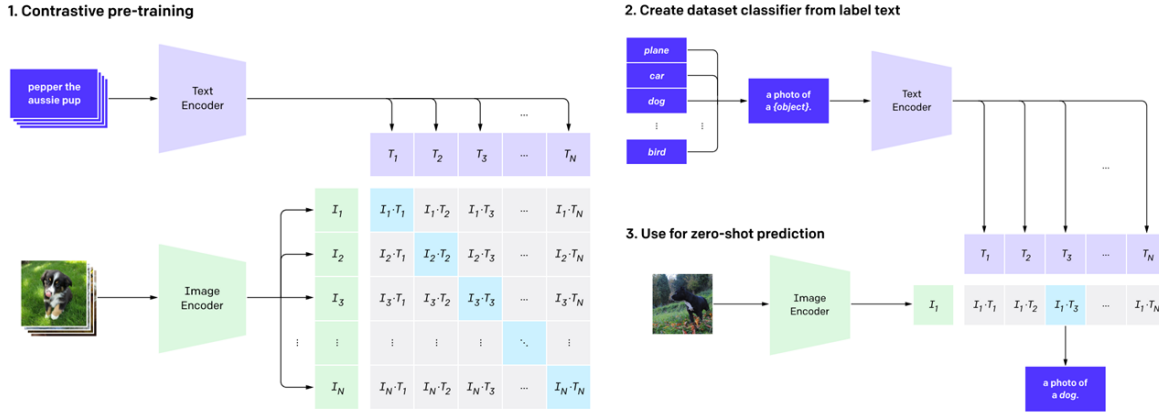 1. Contrastive pre-training
pepper the
aussie pup
Text
Encoder
...
T1 T2 T3 ... TN
I1 I1·T1 I1·T2 I1·T3 ... I1·TN
I2 I2·T1 I2·T2 I2·T3 ... I2·TN
Image
Encoder
I3 I3·T1 I3·T2 I3·T3 ... I3·TN
⋮ ⋮ ⋮ ⋮ ⋮ ⋱ ⋮
IN IN·T1 IN·T2 IN·T3 ... IN·TN
2. Create dataset classifier from label text
plane
car
dog
⋮ ⋮
bird
a photo of
a {object}.
Text
Encoder
...
3. Use for zero-shot prediction
T1 T2 T3 ... TN
Image
Encoder
I1 I1·T1 I1·T2 I1·T3 ... I1·TN
a photo of
a dog.